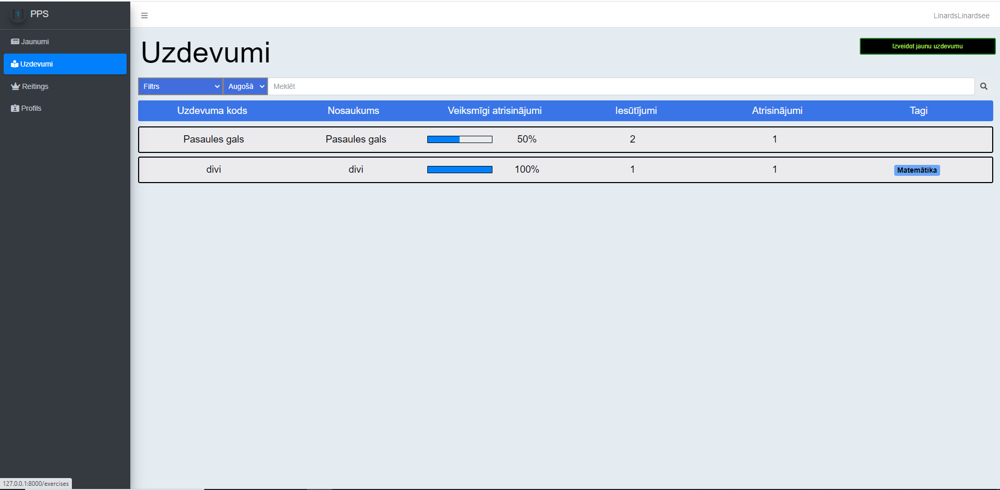 [1] PPS
LinardsLinardsee
Jaunumi
Uzdevumi
Reitings
Profils
Uzdevumi
Izveidot jaunu uzdevumu
Filtrs Augošā Meklēt
Uzdevuma kods Nosaukums Veiksmīgi atrisinājumi Iesūtījumi Atrisinājumi Tagi
Pasaules gals Pasaules gals 50% 2 1
divi divi 100% 1 1 Matemātika
127.0.0.1:8000/exercises